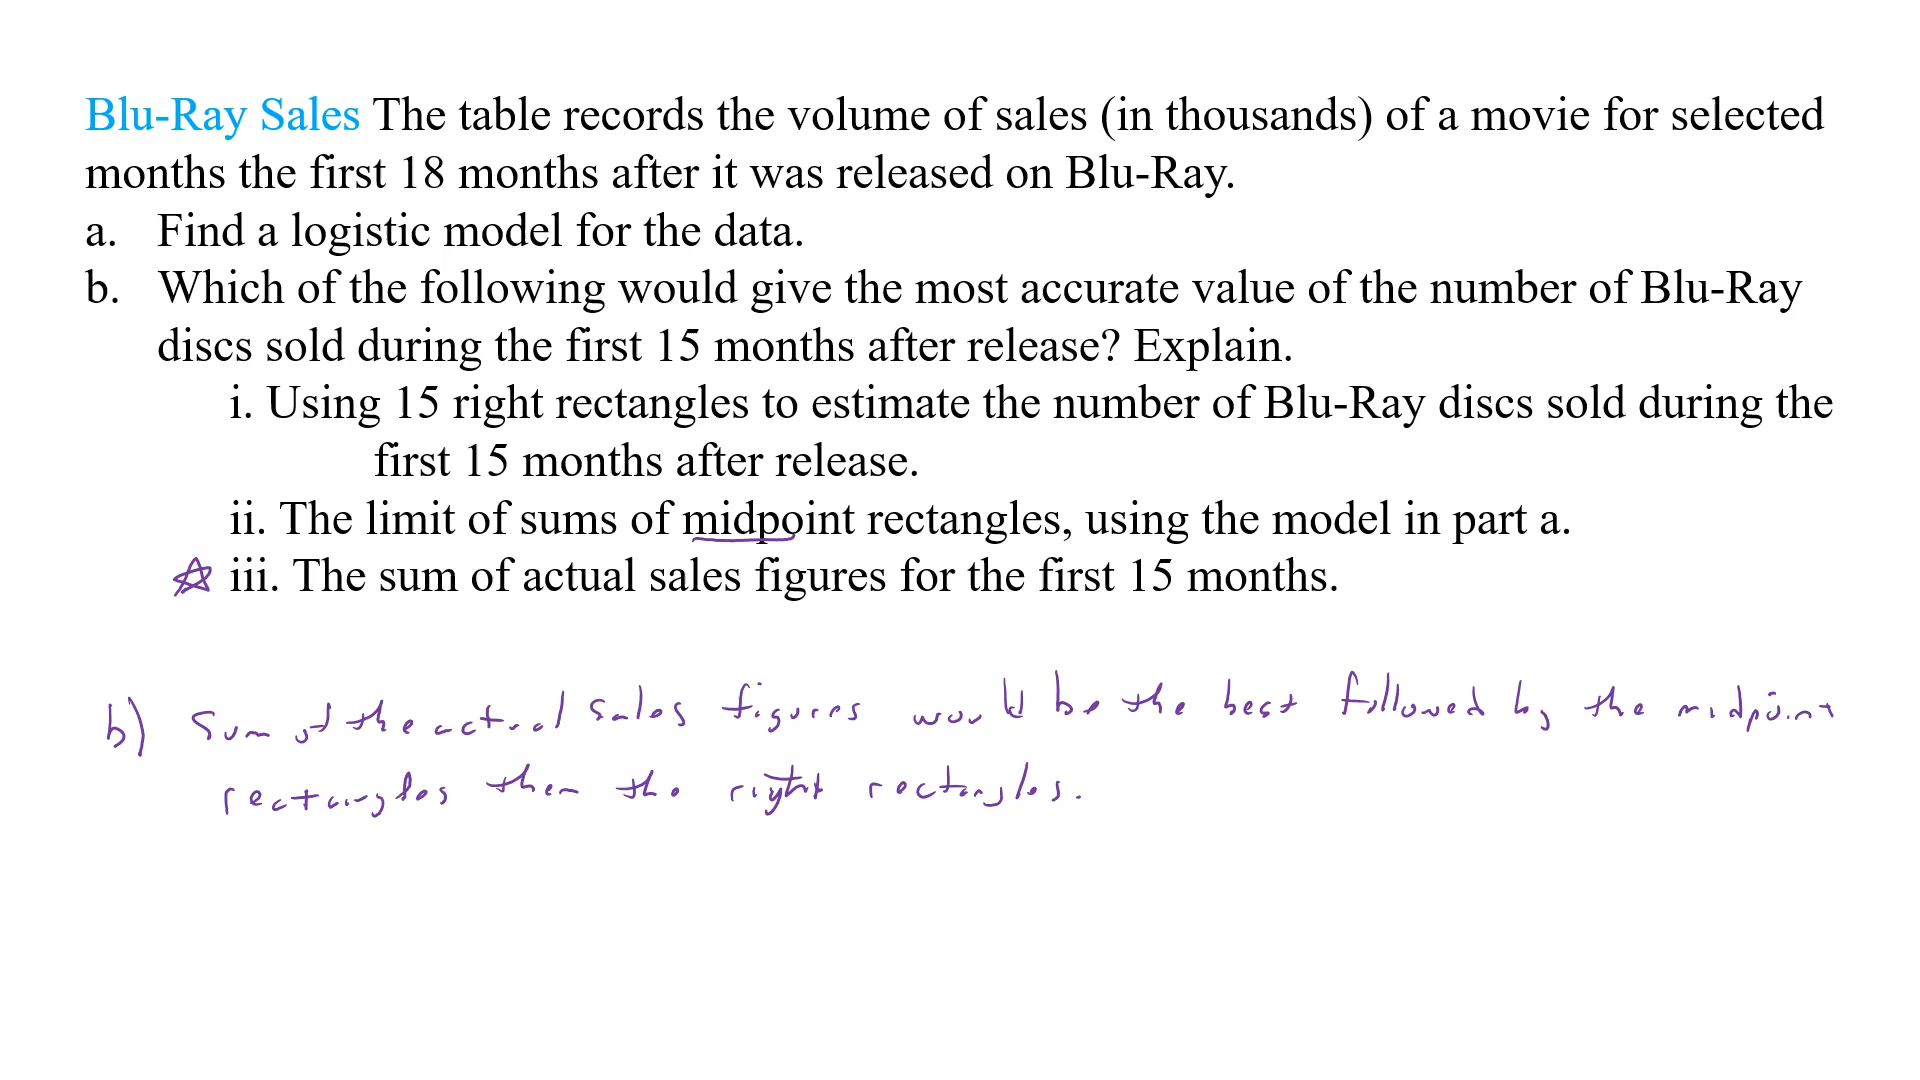 Blu-Ray Sales The table records the volume of sales (in thousands) of a movie for selected
months the first 18 months after it was released on Blu-Ray.
a. Find a logistic model for the data.
b. Which of the following would give the most accurate value of the number of Blu-Ray
discs sold during the first 15 months after release? Explain.
i. Using 15 right rectangles to estimate the number of Blu-Ray discs sold during the
first 15 months after release.
ii. The limit of sums of midpoint rectangles, using the model in part a.
iii. The sum of actual sales figures for the first 15 months.
b) Sum of the actual sales figures would be the best followed by the midpoint
rectangles then the right rectangles.